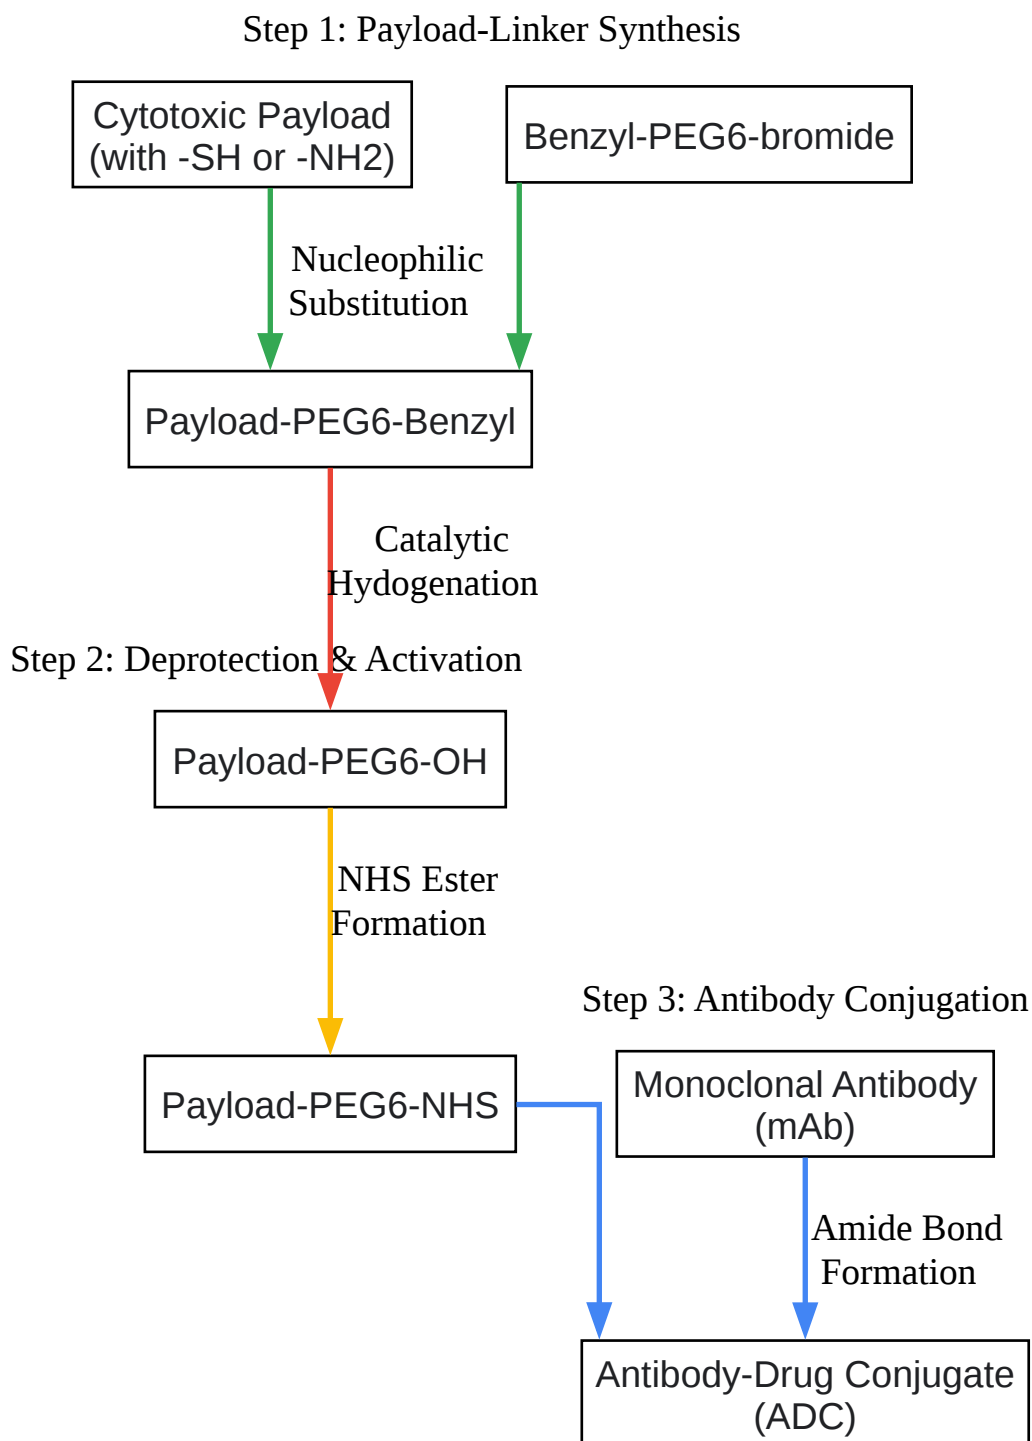 Step 1: Payload-Linker Synthesis
Cytotoxic Payload
(with -SH or -NH2)
Benzyl-PEG6-bromide
Nucleophilic
Substitution
Payload-PEG6-Benzyl
Catalytic
Hydogenation
Step 2: Deprotection & Activation
Payload-PEG6-OH
NHS Ester
Formation
Step 3: Antibody Conjugation
Payload-PEG6-NHS
Monoclonal Antibody
(mAb)
Amide Bond
Formation
Antibody-Drug Conjugate
(ADC)